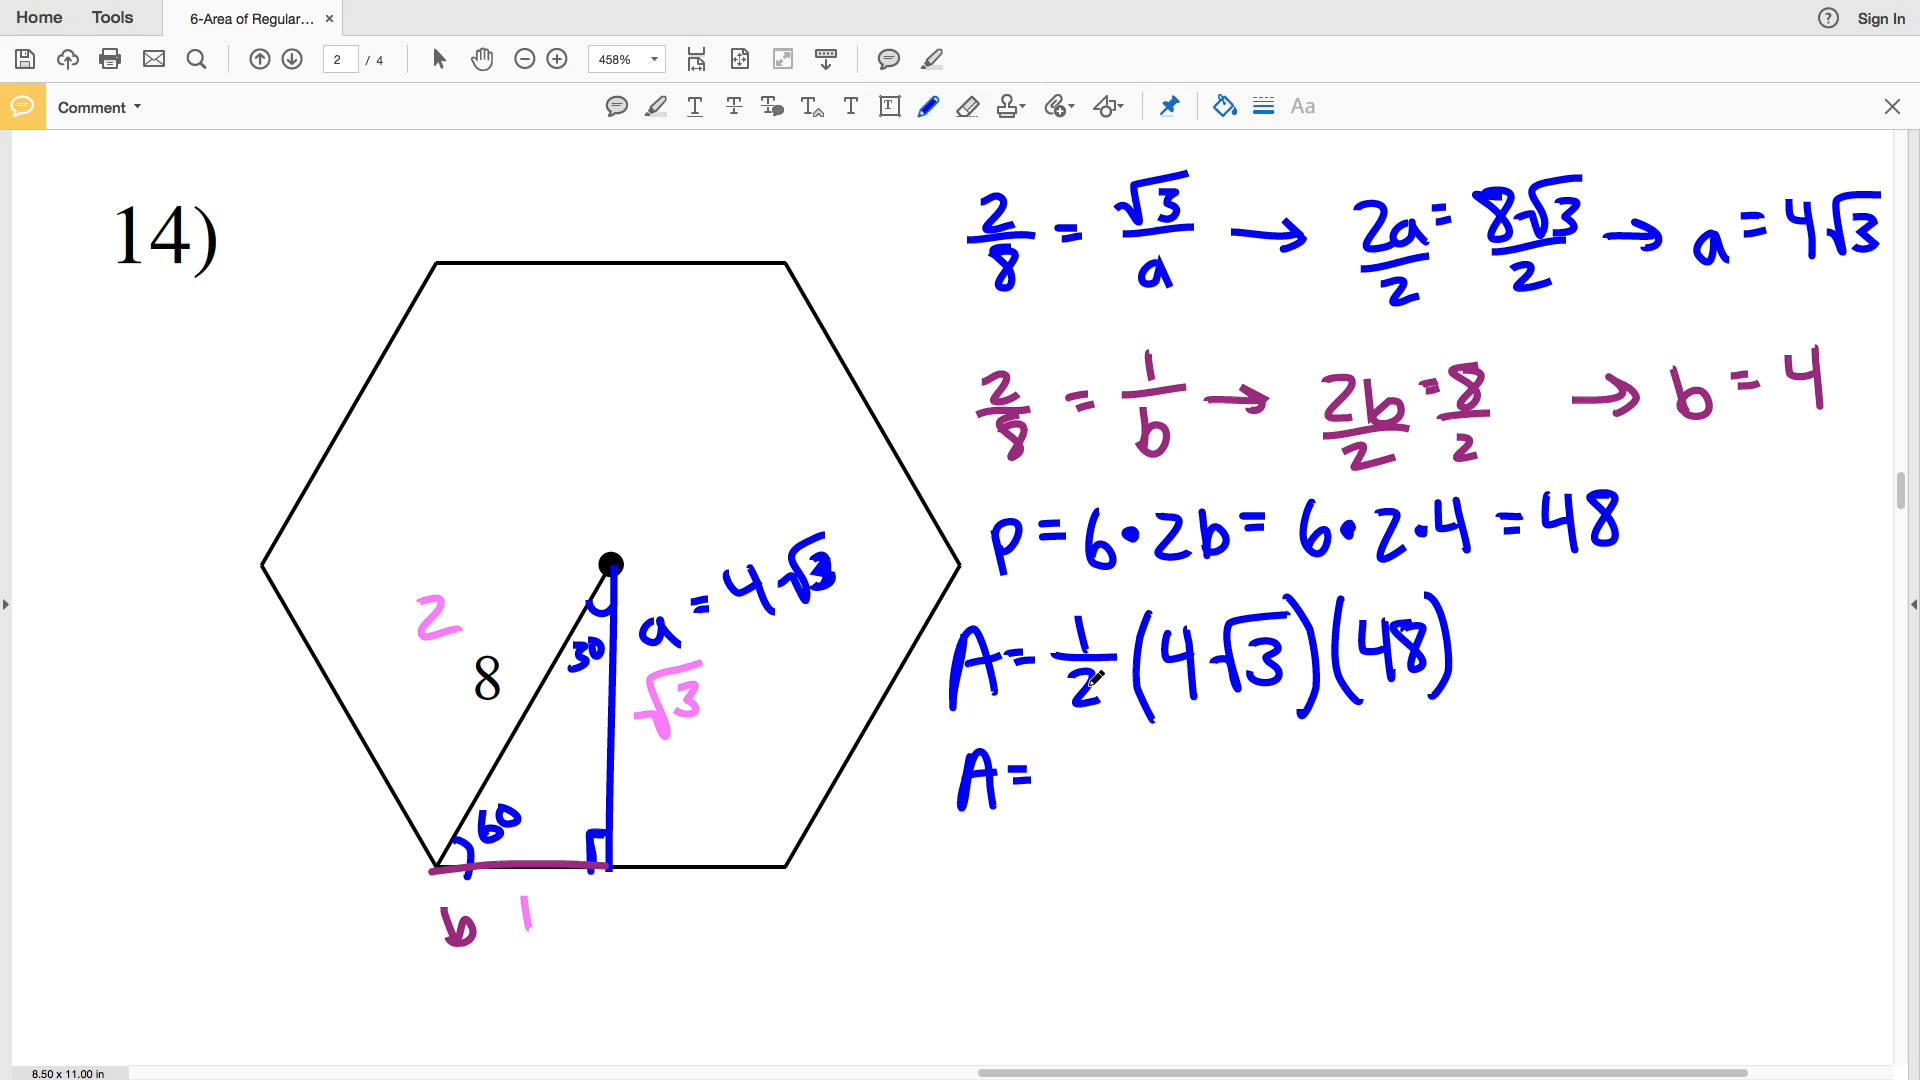 Home Tools 6-Area of Regular... × ? Sign In
2 / 4 458%
Comment T T T T T T Aa
14)
2/8 = √3/a → 2a/2 = 8√3/2 → a = 4√3
2/8 = 1/b → 2b/2 = 8/2 → b = 4
P = 6 • 2b = 6 • 2 • 4 = 48
2 a = 4√3
30
8 √3
A = 1/2 (4√3)(48)
A =
60
b 1
8.50 x 11.00 in